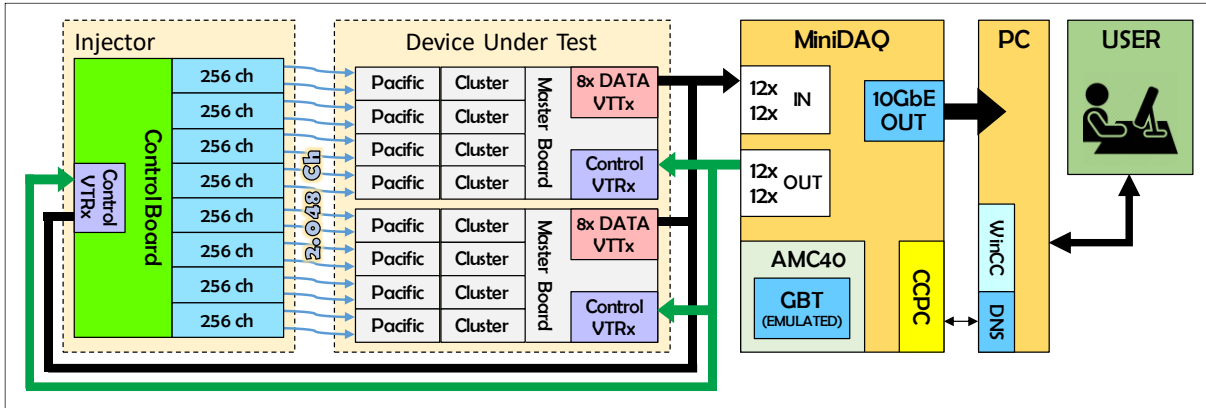 Injector
Control Board
Control
VTRx
256 ch
256 ch
256 ch
256 ch
256 ch
256 ch
256 ch
256 ch
2.048 Ch
Device Under Test
Pacific Cluster
Pacific Cluster
Pacific Cluster
Pacific Cluster
Master Board
8x DATA
VTTx
Control
VTRx
Pacific Cluster
Pacific Cluster
Pacific Cluster
Pacific Cluster
Master Board
8x DATA
VTTx
Control
VTRx
MiniDAQ
12x
12x
IN
10GbE
OUT
12x
12x
OUT
AMC40
GBT
(EMULATED)
CCPC
PC
WinCC
DNS
USER